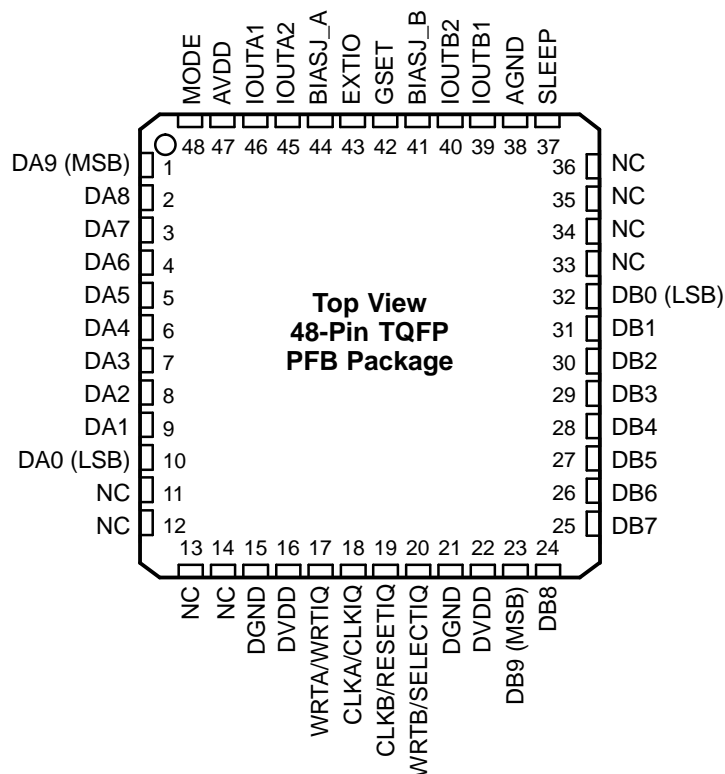 MODE
AVDD
IOUTA1
IOUTA2
BIASJ_A
EXTIO
GSET
BIASJ_B
IOUTB2
IOUTB1
AGND
SLEEP
48 47 46 45 44 43 42 41 40 39 38 37
DA9 (MSB) 1
DA8 2
DA7 3
DA6 4
DA5 5
DA4 6
DA3 7
DA2 8
DA1 9
DA0 (LSB) 10
NC 11
NC 12
Top View
48-Pin TQFP
PFB Package
36 NC
35 NC
34 NC
33 NC
32 DB0 (LSB)
31 DB1
30 DB2
29 DB3
28 DB4
27 DB5
26 DB6
25 DB7
13 14 15 16 17 18 19 20 21 22 23 24
NC
NC
DGND
DVDD
WRTA/WRTIQ
CLKA/CLKIQ
CLKB/RESETIQ
WRTB/SELECTIQ
DGND
DVDD
DB9 (MSB)
DB8